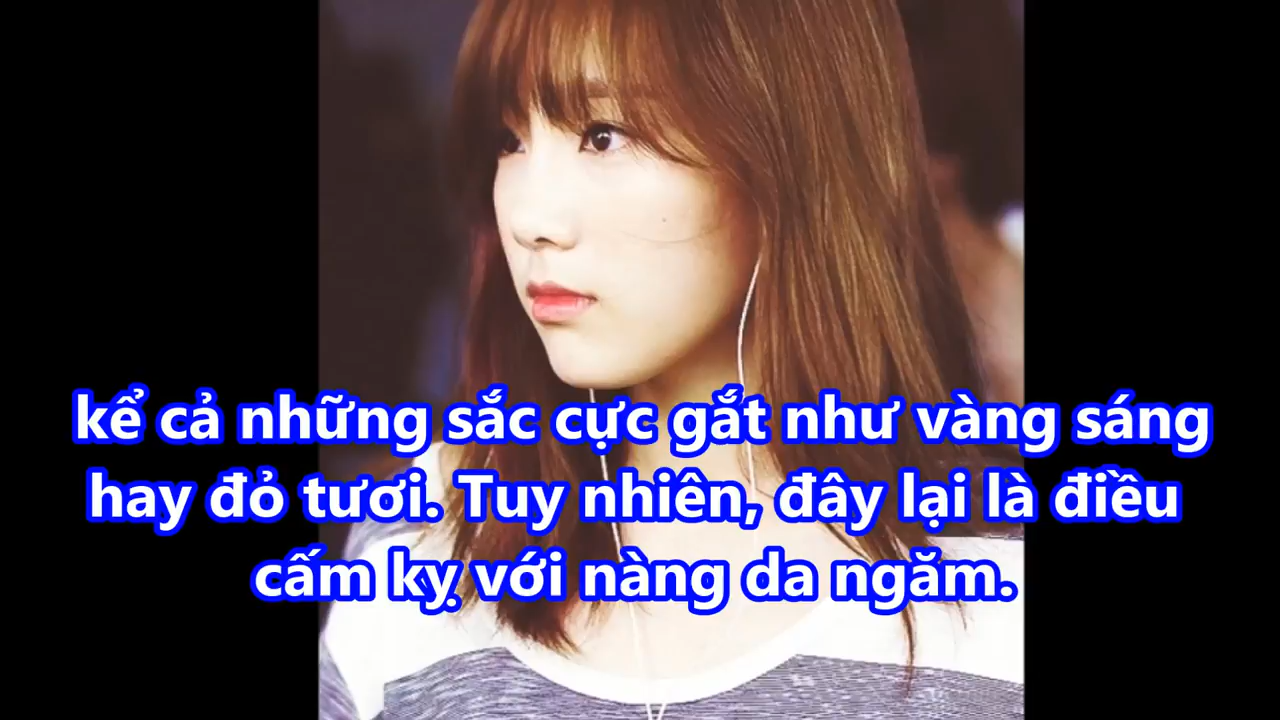 kể cả những sắc cực gắt như vàng sáng
hay đỏ tươi. Tuy nhiên, đây lại là điều
cấm kỵ với nàng da ngăm.